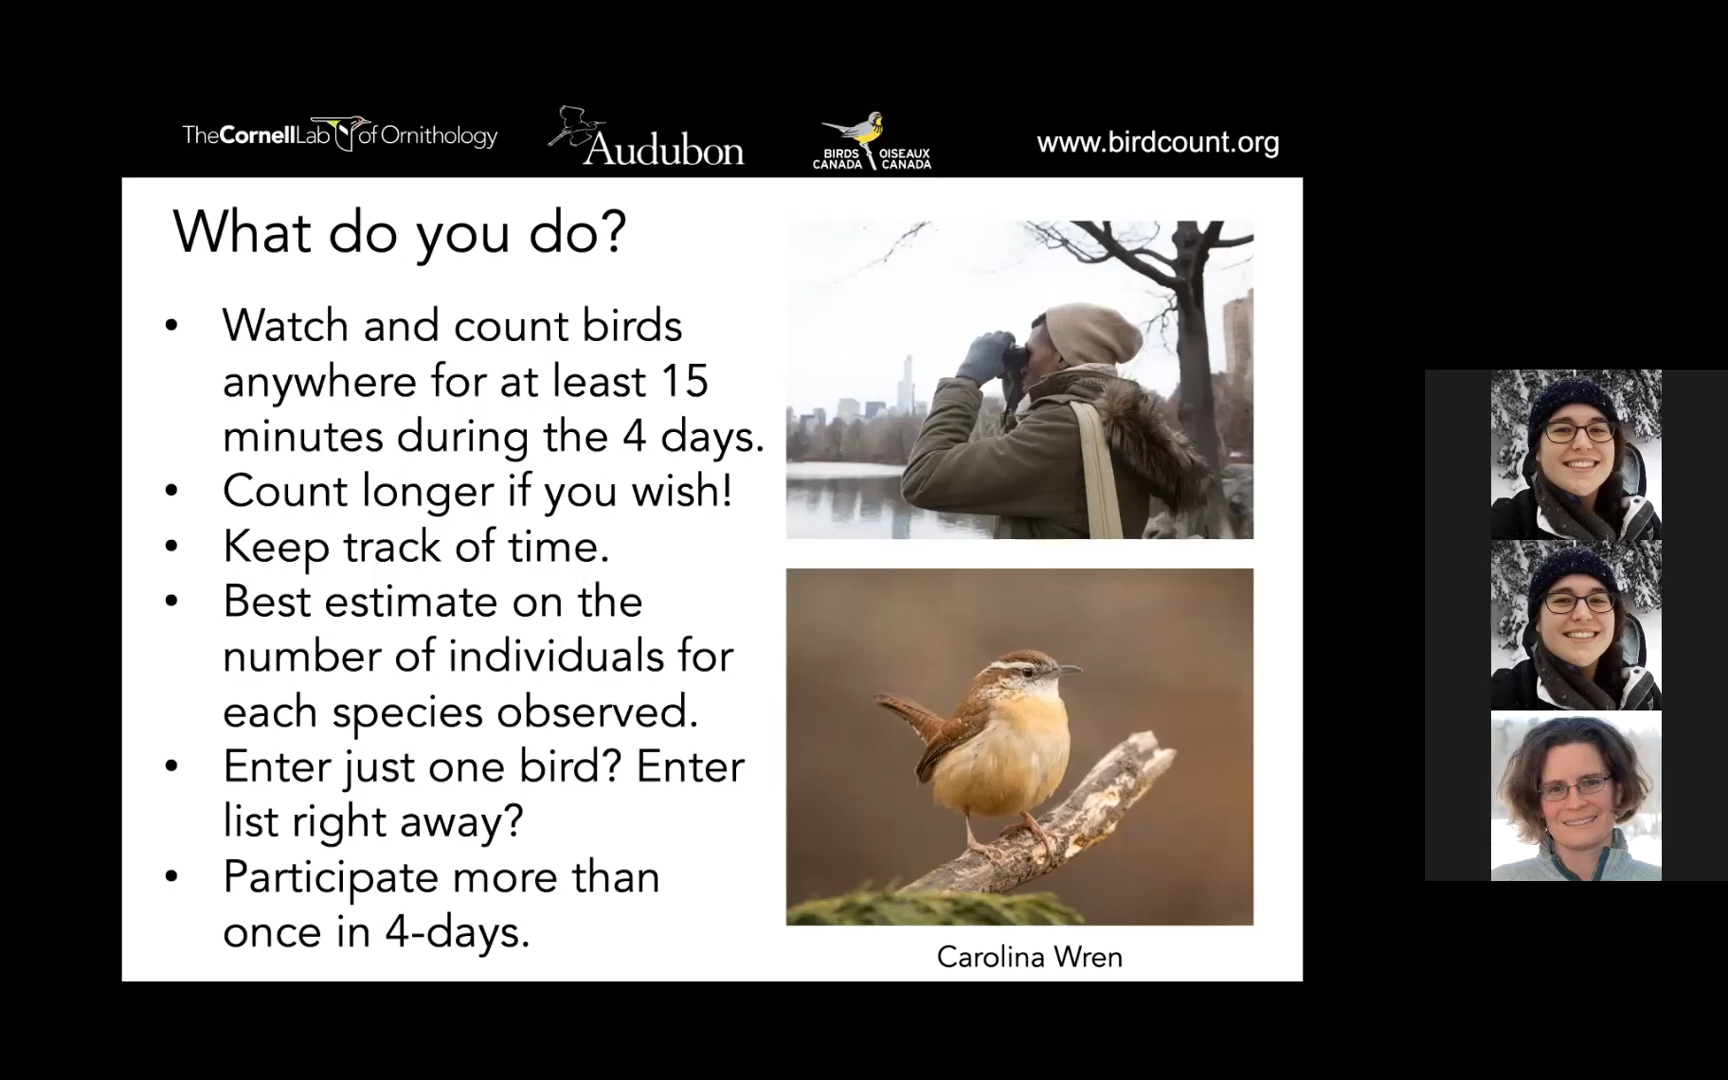 TheCornellLab of Ornithology
Audubon
BIRDS OISEAUX
CANADA CANADA
www.birdcount.org
What do you do?
• Watch and count birds
anywhere for at least 15
minutes during the 4 days.
• Count longer if you wish!
• Keep track of time.
• Best estimate on the
number of individuals for
each species observed.
• Enter just one bird? Enter
list right away?
• Participate more than
once in 4-days.
Carolina Wren